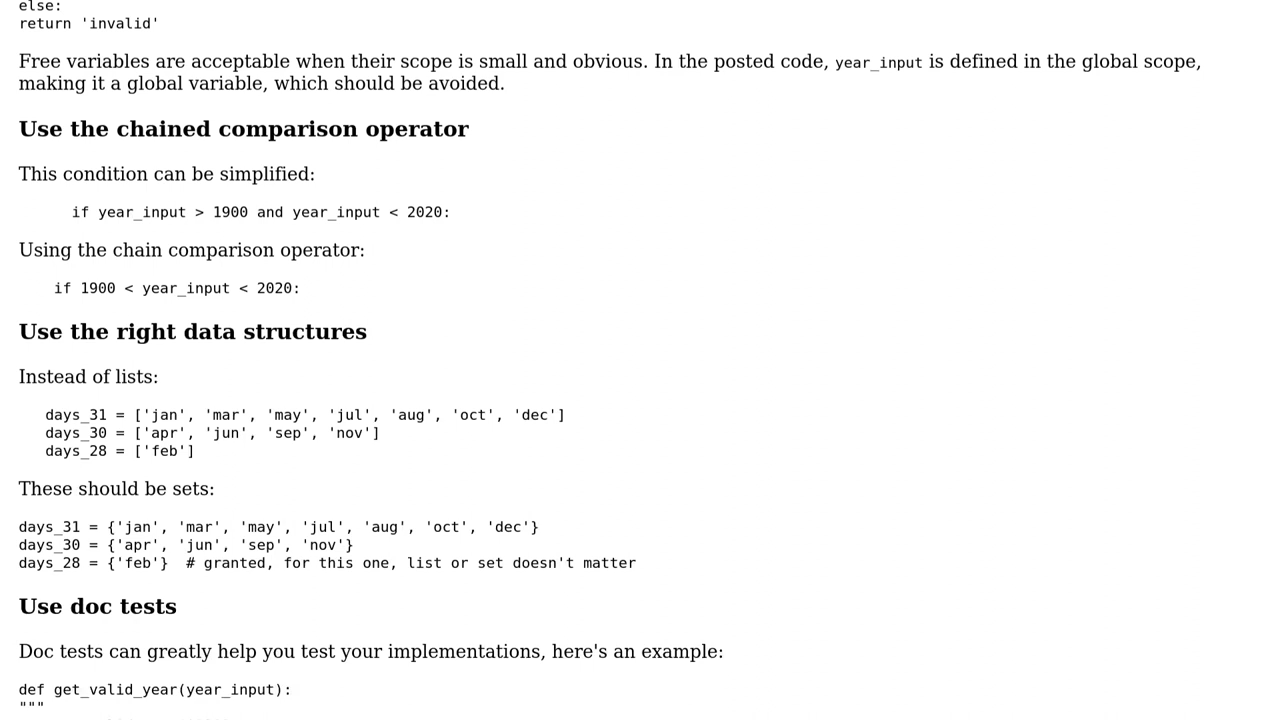 else:
return 'invalid'
Free variables are acceptable when their scope is small and obvious. In the posted code, year_input is defined in the global scope,
making it a global variable, which should be avoided.
Use the chained comparison operator
This condition can be simplified:
if year_input > 1900 and year_input < 2020:
Using the chain comparison operator:
if 1900 < year_input < 2020:
Use the right data structures
Instead of lists:
days_31 = ['jan', 'mar', 'may', 'jul', 'aug', 'oct', 'dec']
days_30 = ['apr', 'jun', 'sep', 'nov']
days_28 = ['feb']
These should be sets:
days_31 = {'jan', 'mar', 'may', 'jul', 'aug', 'oct', 'dec'}
days_30 = {'apr', 'jun', 'sep', 'nov'}
days_28 = {'feb'}  # granted, for this one, list or set doesn't matter
Use doc tests
Doc tests can greatly help you test your implementations, here's an example:
def get_valid_year(year_input):
"""